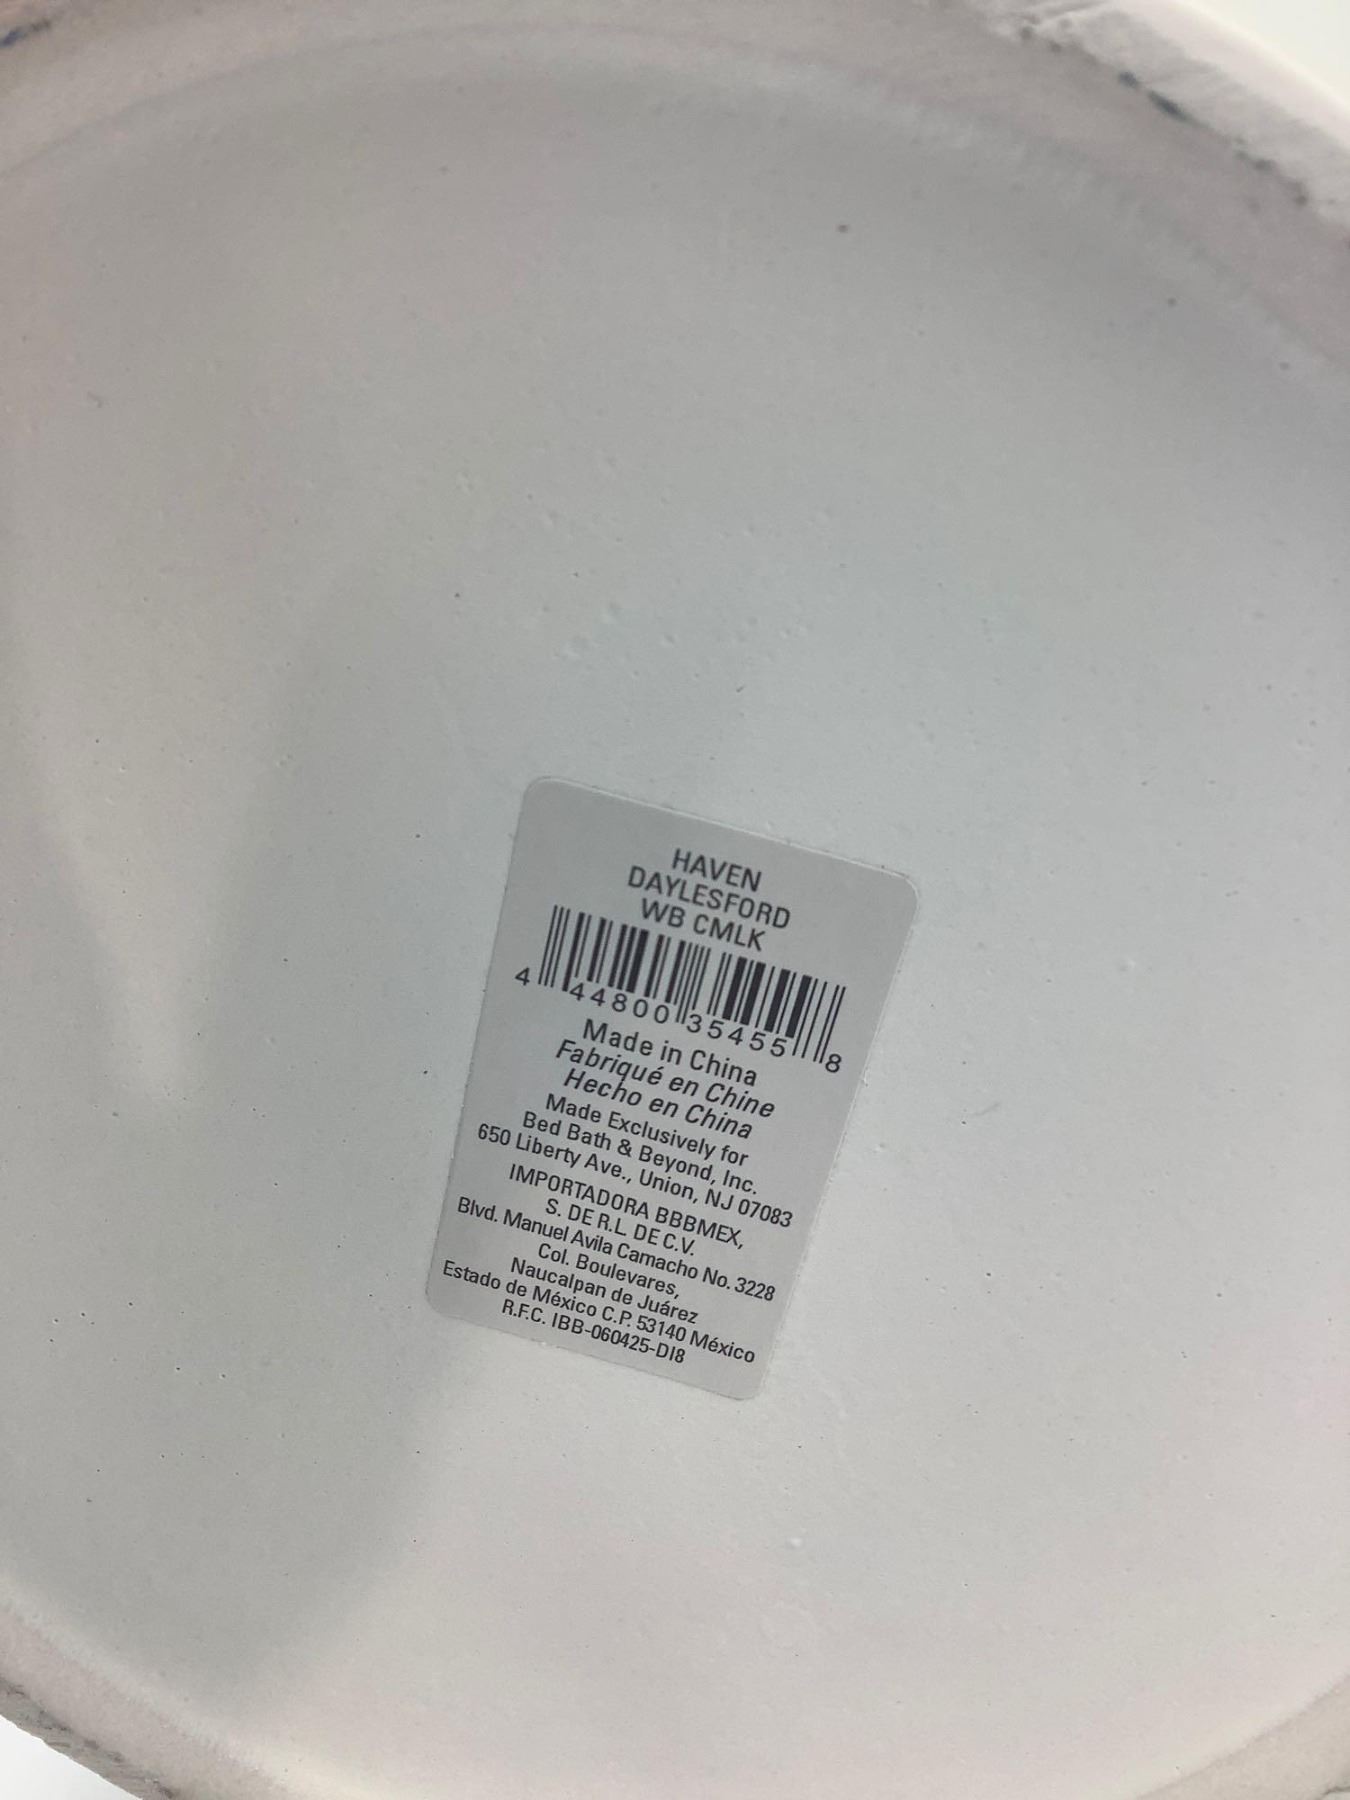 HAVEN
DAYLESFORD
WB CMLK
4 44800 35455 8
Made in China
Fabriqué en Chine
Hecho en China
Made Exclusively for
Bed Bath & Beyond, Inc.
650 Liberty Ave., Union, NJ 07083
IMPORTADORA BBBMEX,
S. DE R.L. DE C.V.
Blvd. Manuel Avila Camacho No. 3228
Col. Boulevares,
Naucalpan de Juárez
Estado de México C.P. 53140 México
R.F.C. IBB-060425-DI8